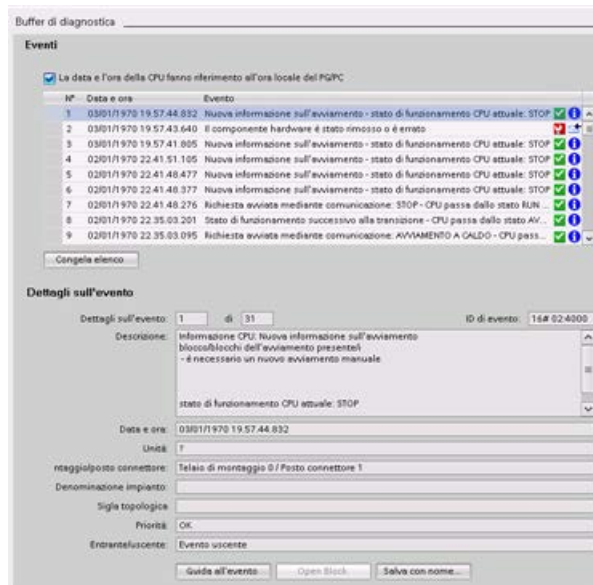 Buffer di diagnostica
Eventi
La data e l'ora della CPU fanno riferimento all'ora locale del PG/PC
N° Data e ora Evento
1 03/01/1970 19.57.44.832 Nuova informazione sull'avviamento - stato di funzionamento CPU attuale: STOP
2 03/01/1970 19.57.43.640 Il componente hardware è stato rimosso o è errato
3 03/01/1970 19.57.41.805 Nuova informazione sull'avviamento - stato di funzionamento CPU attuale: STOP
4 02/01/1970 22.41.51.105 Nuova informazione sull'avviamento - stato di funzionamento CPU attuale: STOP
5 02/01/1970 22.41.48.477 Nuova informazione sull'avviamento - stato di funzionamento CPU attuale: STOP
6 02/01/1970 22.41.48.377 Nuova informazione sull'avviamento - stato di funzionamento CPU attuale: STOP
7 02/01/1970 22.41.48.276 Richiesta avviata mediante comunicazione: STOP - CPU passa dallo stato RUN ...
8 02/01/1970 22.35.03.201 Stato di funzionamento successivo alla transizione - CPU passa dallo stato AV...
9 02/01/1970 22.35.03.095 Richiesta avviata mediante comunicazione: AVVIAMENTO A CALDO - CPU pass...
Congela elenco
Dettagli sull'evento
Dettagli sull'evento: 1 di 31 ID di evento: 16# 02:4000
Descrizione: Informazione CPU: Nuova informazione sull'avviamento
blocco/blocchi dell'avviamento presente/i
- è necessario un nuovo avviamento manuale
stato di funzionamento CPU attuale: STOP
Data e ora: 03/01/1970 19.57.44.832
Unità: ?
ntaggio/posto connettore: Telaio di montaggio 0 / Posto connettore 1
Denominazione impianto:
Sigla topologica:
Priorità: OK
Entrante/uscente: Evento uscente
Guida all'evento Open Block Salva con nome...